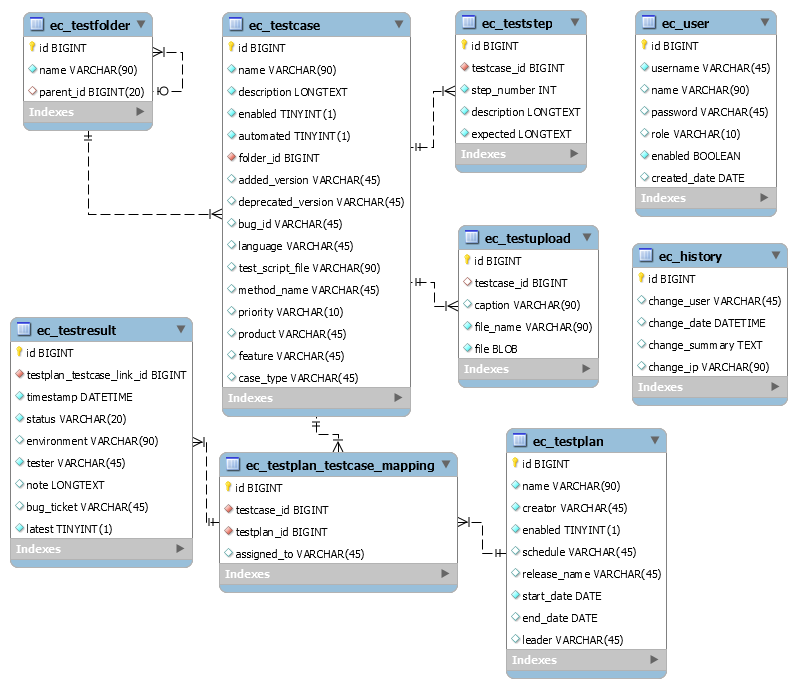 ec_testfolder
id BIGINT
name VARCHAR(90)
parent_id BIGINT(20)
Indexes
ec_testcase
id BIGINT
name VARCHAR(90)
description LONGTEXT
enabled TINYINT(1)
automated TINYINT(1)
folder_id BIGINT
added_version VARCHAR(45)
deprecated_version VARCHAR(45)
bug_id VARCHAR(45)
language VARCHAR(45)
test_script_file VARCHAR(90)
method_name VARCHAR(45)
priority VARCHAR(10)
product VARCHAR(45)
feature VARCHAR(45)
case_type VARCHAR(45)
Indexes
ec_teststep
id BIGINT
testcase_id BIGINT
step_number INT
description LONGTEXT
expected LONGTEXT
Indexes
ec_user
id BIGINT
username VARCHAR(45)
name VARCHAR(90)
password VARCHAR(45)
role VARCHAR(10)
enabled BOOLEAN
created_date DATE
Indexes
ec_testupload
id BIGINT
testcase_id BIGINT
caption VARCHAR(90)
file_name VARCHAR(90)
file BLOB
Indexes
ec_history
id BIGINT
change_user VARCHAR(45)
change_date DATETIME
change_summary TEXT
change_ip VARCHAR(90)
Indexes
ec_testresult
id BIGINT
testplan_testcase_link_id BIGINT
timestamp DATETIME
status VARCHAR(20)
environment VARCHAR(90)
tester VARCHAR(45)
note LONGTEXT
bug_ticket VARCHAR(45)
latest TINYINT(1)
Indexes
ec_testplan_testcase_mapping
id BIGINT
testcase_id BIGINT
testplan_id BIGINT
assigned_to VARCHAR(45)
Indexes
ec_testplan
id BIGINT
name VARCHAR(90)
creator VARCHAR(45)
enabled TINYINT(1)
schedule VARCHAR(45)
release_name VARCHAR(45)
start_date DATE
end_date DATE
leader VARCHAR(45)
Indexes